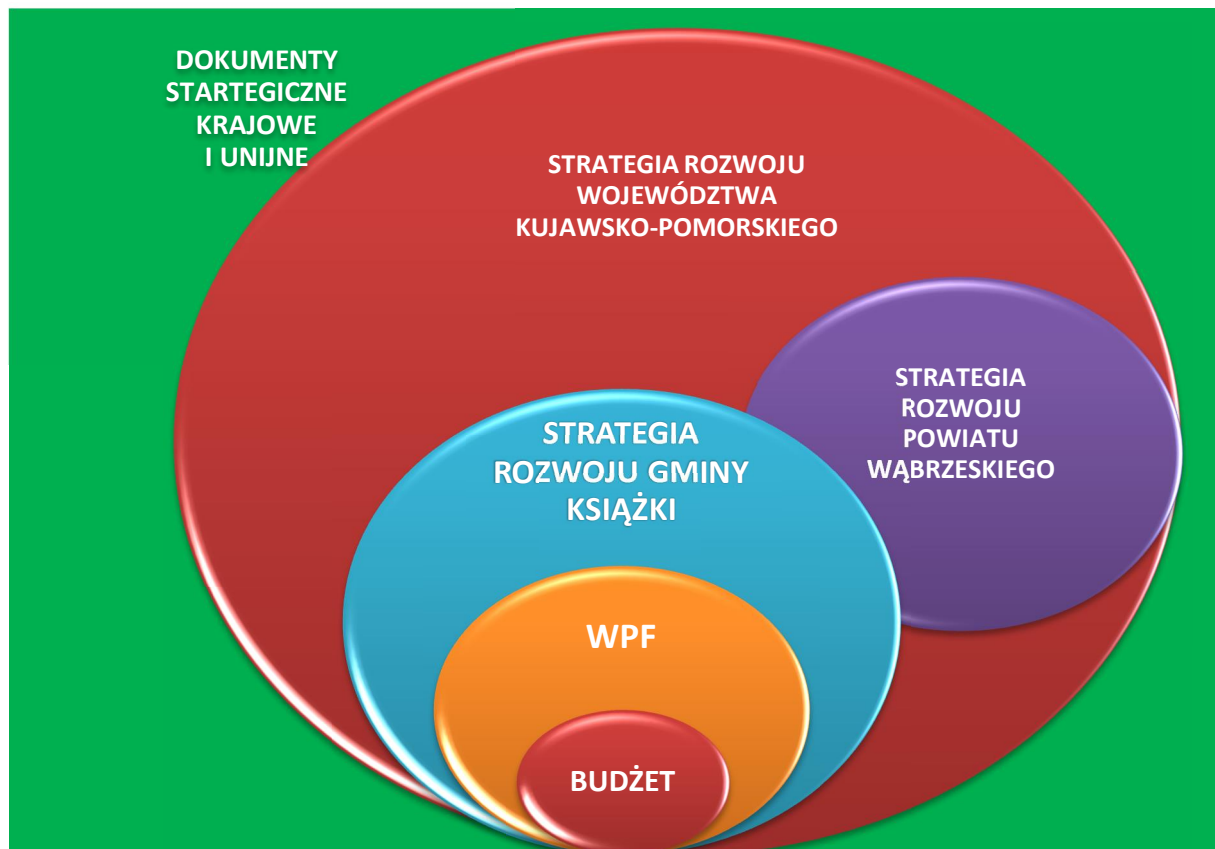 DOKUMENTY
STARTEGICZNE
KRAJOWE
I UNIJNE
STRATEGIA ROZWOJU
WOJEWÓDZTWA
KUJAWSKO-POMORSKIEGO
STRATEGIA
ROZWOJU
POWIATU
WĄBRZESKIEGO
STRATEGIA
ROZWOJU GMINY
KSIĄŻKI
WPF
BUDŻET